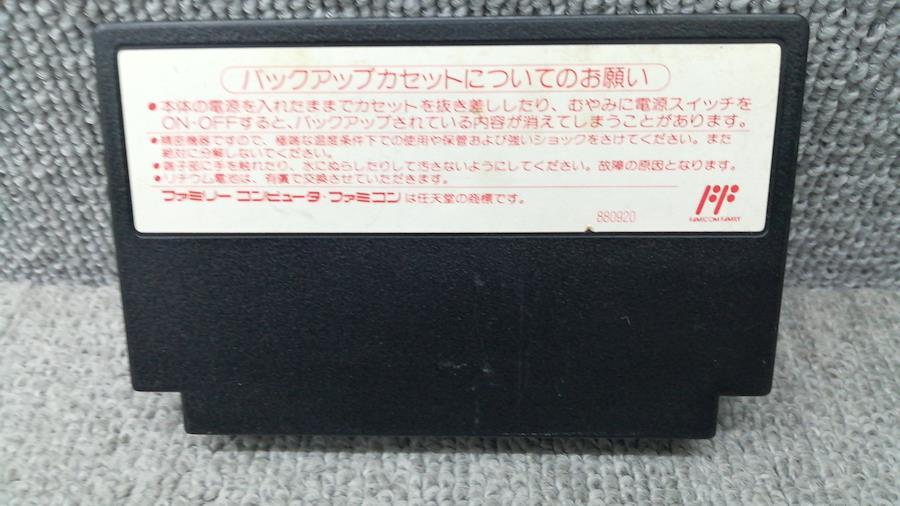 バックアップカセットについてのお願い
●本体の電源を入れたままでカセットを抜き差ししたり、むやみに電源スイッチを
ON・OFFすると、バックアップされている内容が消えてしまうことがあります。
●精密機器ですので、極端な温度条件下での使用や保管および強いショックをさけてください。また
絶対に分解しないでください。
●端子部に手を触れたり、水にぬらしたりして汚さないようにしてください。故障の原因となります。
●リチウム電池は、有償で交換させていただきます。
ファミリーコンピュータ・ファミコンは任天堂の商標です。
880920
FAMICOM FAMILY